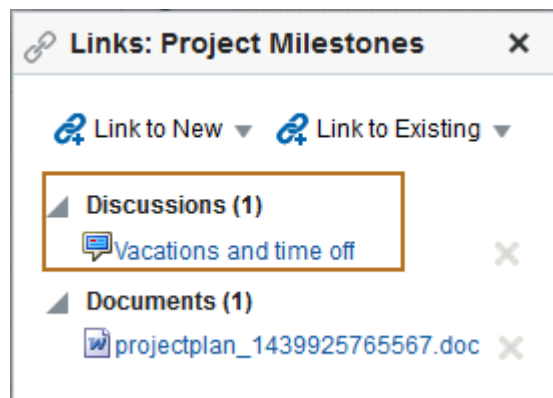 Links: Project Milestones
Link to New Link to Existing
Discussions (1)
Vacations and time off
Documents (1)
projectplan_1439925765567.doc